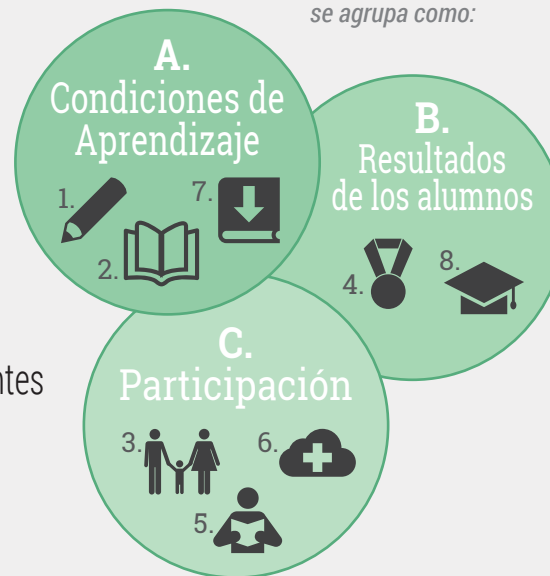 se agrupa como:
A.
Condiciones de
Aprendizaje
1.
7.
2.
B.
Resultados
de los alumnos
4.
8.
C.
Participación
3.
6.
5.